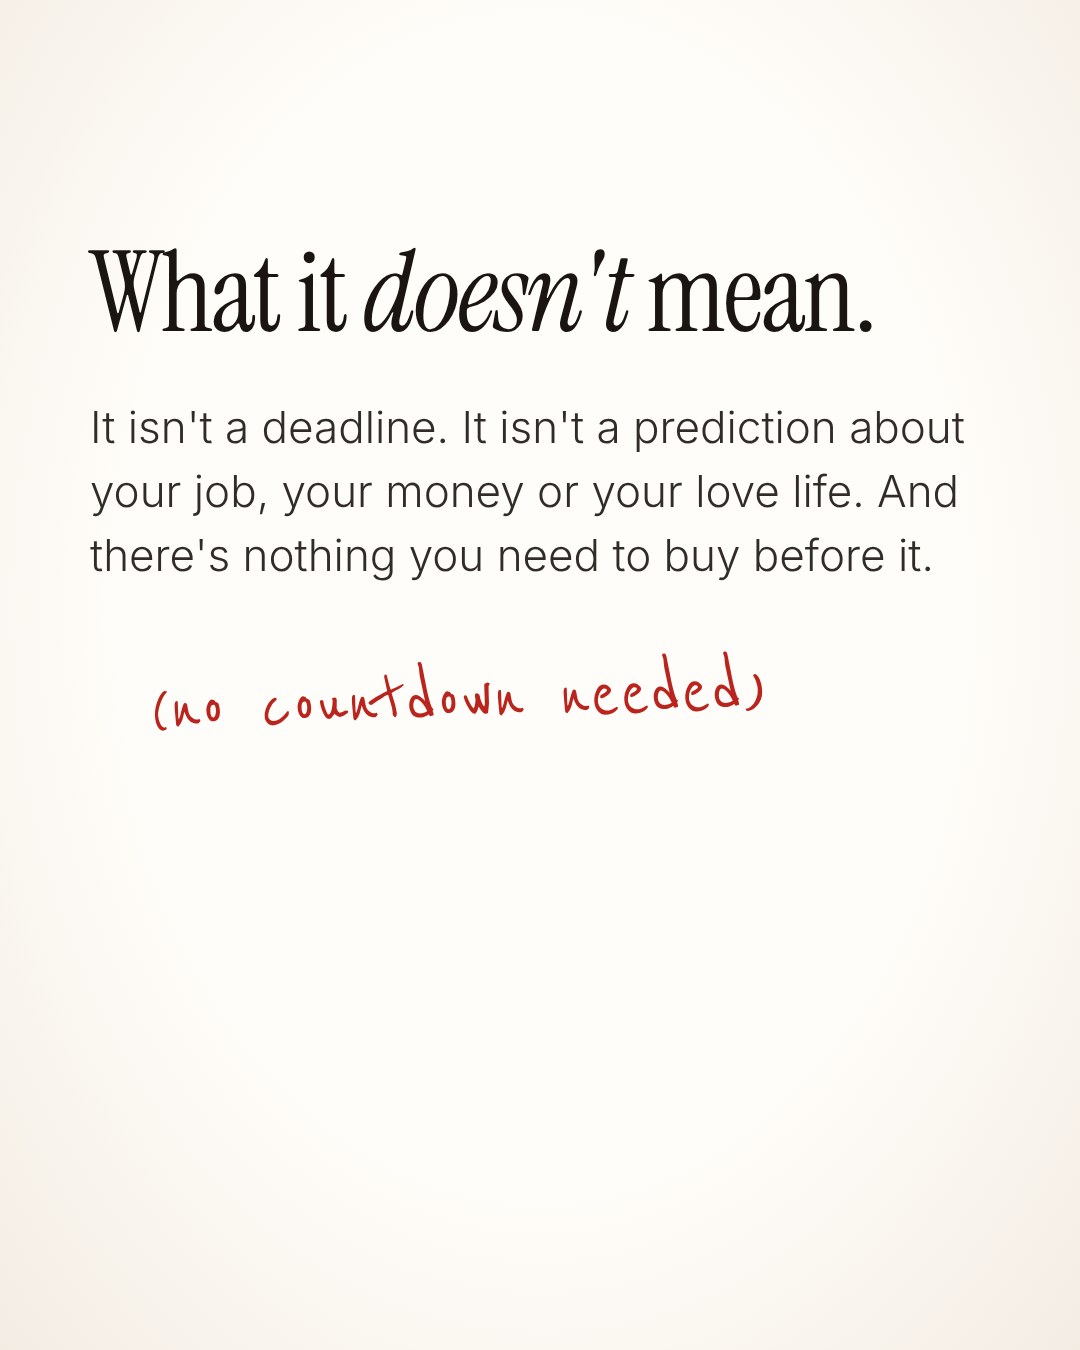 What it doesn't mean.
It isn't a deadline. It isn't a prediction about
your job, your money or your love life. And
there's nothing you need to buy before it.
(no countdown needed)